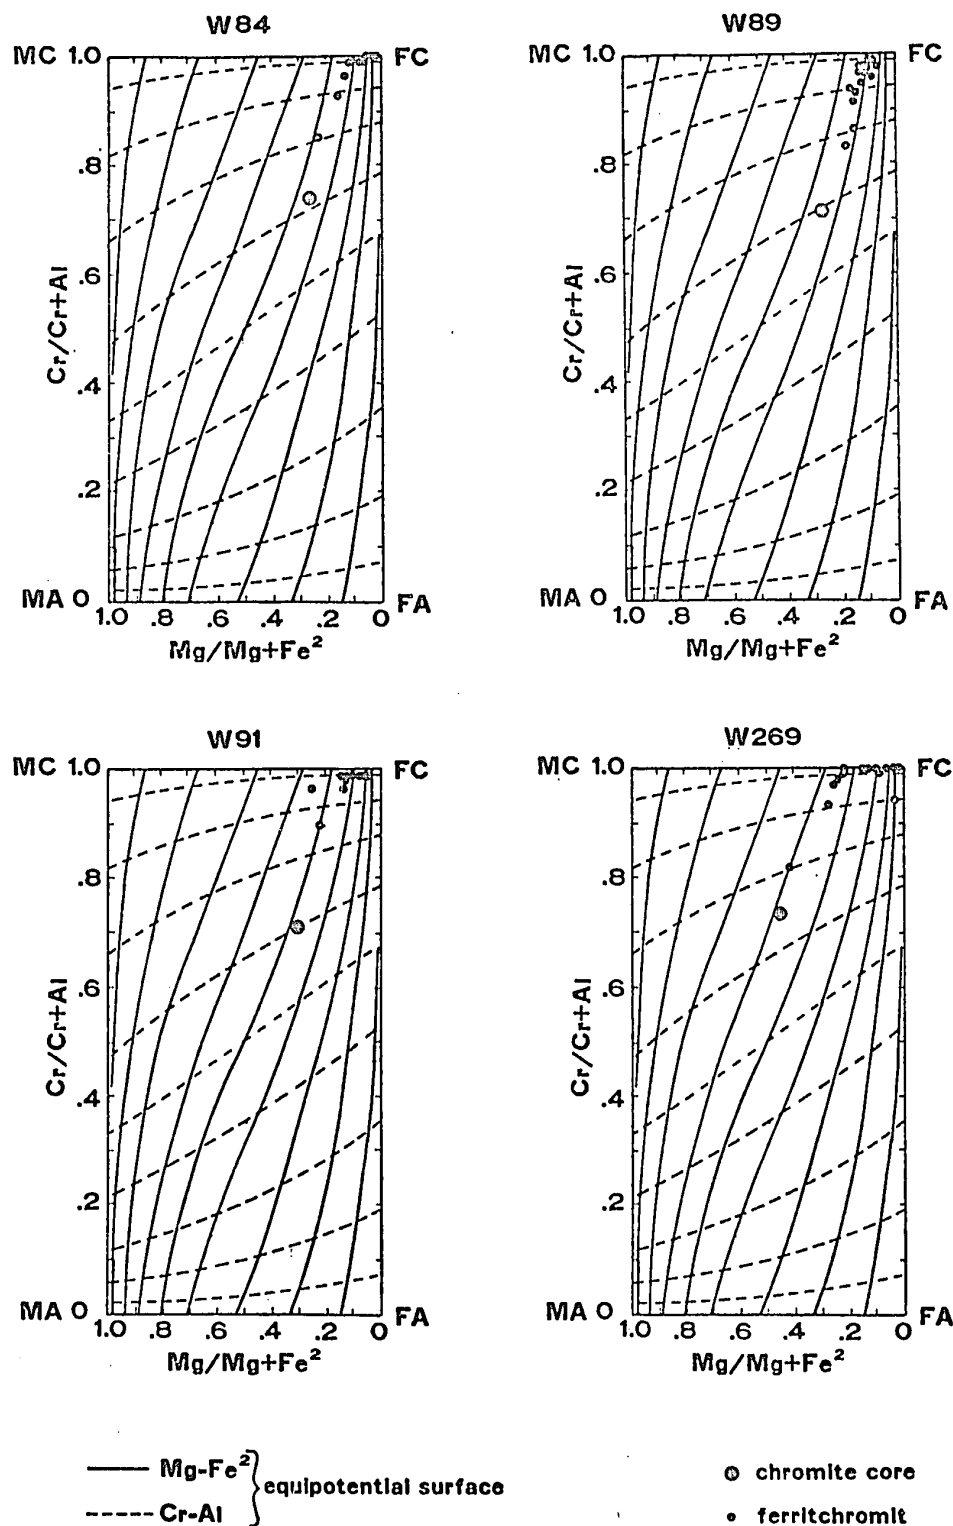 W84
MC 1.0 FC
.8
.6
Cr/Cr+Al
.4
.2
MA 0 FA
1.0 .8 .6 .4 .2 0
Mg/Mg+Fe²
W89
MC 1.0 FC
.8
.6
Cr/Cr+Al
.4
.2
MA 0 FA
1.0 .8 .6 .4 .2 0
Mg/Mg+Fe²
W91
MC 1.0 FC
.8
.6
Cr/Cr+Al
.4
.2
MA 0 FA
1.0 .8 .6 .4 .2 0
Mg/Mg+Fe²
W269
MC 1.0 FC
.8
.6
Cr/Cr+Al
.4
.2
MA 0 FA
1.0 .8 .6 .4 .2 0
Mg/Mg+Fe²
Mg-Fe²
Cr-Al
equipotential surface
chromite core
ferritchromit